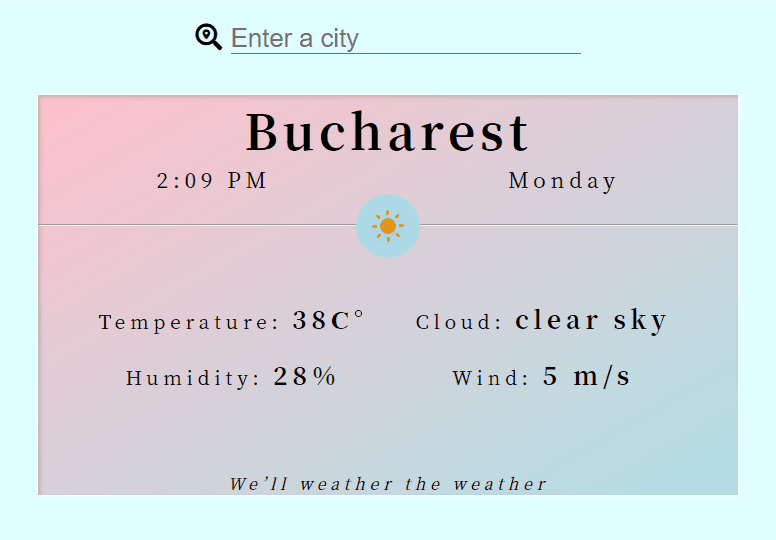 Enter a city
Bucharest
2:09 PM Monday
Temperature: 38C° Cloud: clear sky
Humidity: 28% Wind: 5 m/s
We’ll weather the weather